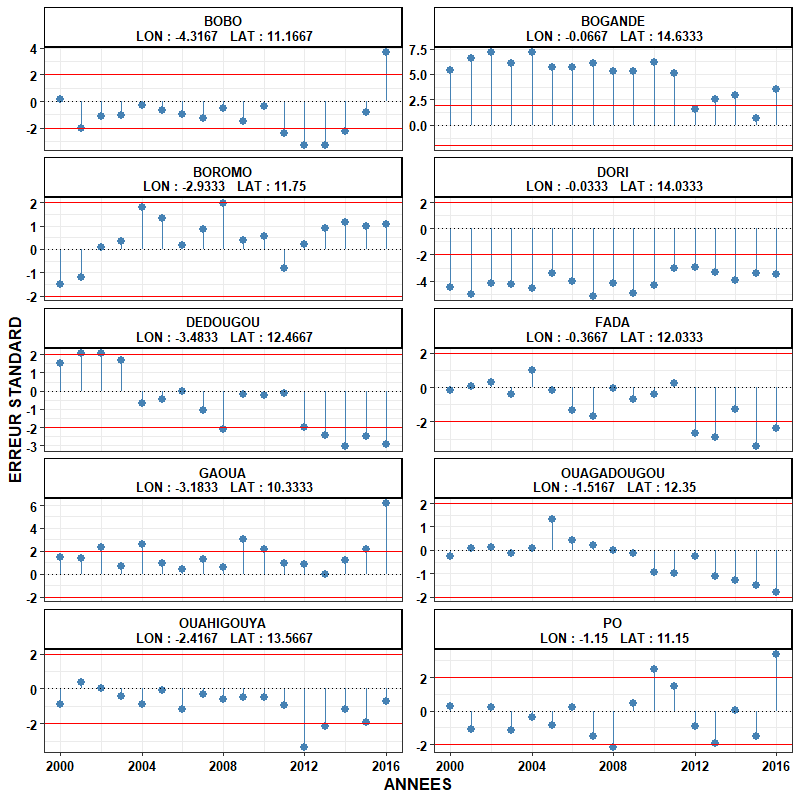 BOBO
LON : -4.3167 LAT : 11.1667
BOGANDE
LON : -0.0667 LAT : 14.6333
4
2
0
-2
7.5
5.0
2.5
0.0
BOROMO
LON : -2.9333 LAT : 11.75
DORI
LON : -0.0333 LAT : 14.0333
2
1
0
-1
-2
2
0
-2
-4
DEDOUGOU
LON : -3.4833 LAT : 12.4667
FADA
LON : -0.3667 LAT : 12.0333
2
1
0
-1
-2
-3
2
0
-2
GAOUA
LON : -3.1833 LAT : 10.3333
OUAGADOUGOU
LON : -1.5167 LAT : 12.35
6
4
2
0
-2
2
1
0
-1
-2
OUAHIGOUYA
LON : -2.4167 LAT : 13.5667
PO
LON : -1.15 LAT : 11.15
2
0
-2
2
0
-2
2000 2004 2008 2012 2016
2000 2004 2008 2012 2016
ANNEES
ERREUR STANDARD